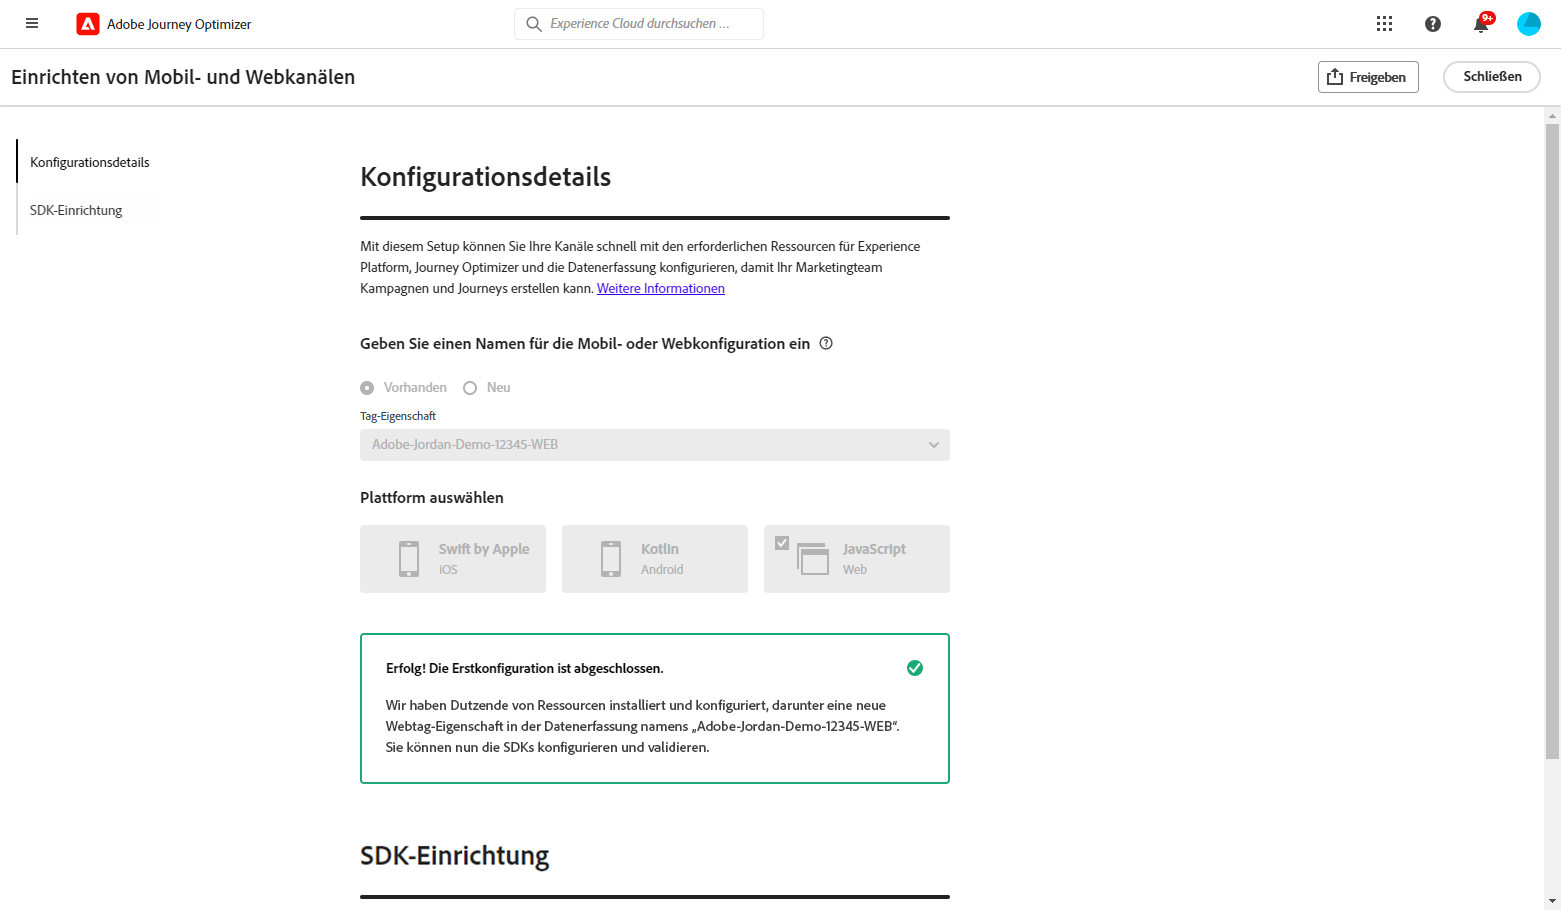 Adobe Journey Optimizer
Experience Cloud durchsuchen ...
9+
Einrichten von Mobil- und Webkanälen
Freigeben
Schließen
Konfigurationsdetails
SDK-Einrichtung
Konfigurationsdetails
Mit diesem Setup können Sie Ihre Kanäle schnell mit den erforderlichen Ressourcen für Experience
Platform, Journey Optimizer und die Datenerfassung konfigurieren, damit Ihr Marketingteam
Kampagnen und Journeys erstellen kann. Weitere Informationen
Geben Sie einen Namen für die Mobil- oder Webkonfiguration ein
Vorhanden
Neu
Tag-Eigenschaft
Adobe-Jordan-Demo-12345-WEB
Plattform auswählen
Swift by Apple
iOS
Kotlin
Android
JavaScript
Web
Erfolg! Die Erstkonfiguration ist abgeschlossen.
Wir haben Dutzende von Ressourcen installiert und konfiguriert, darunter eine neue
Webtag-Eigenschaft in der Datenerfassung namens „Adobe-Jordan-Demo-12345-WEB“.
Sie können nun die SDKs konfigurieren und validieren.
SDK-Einrichtung